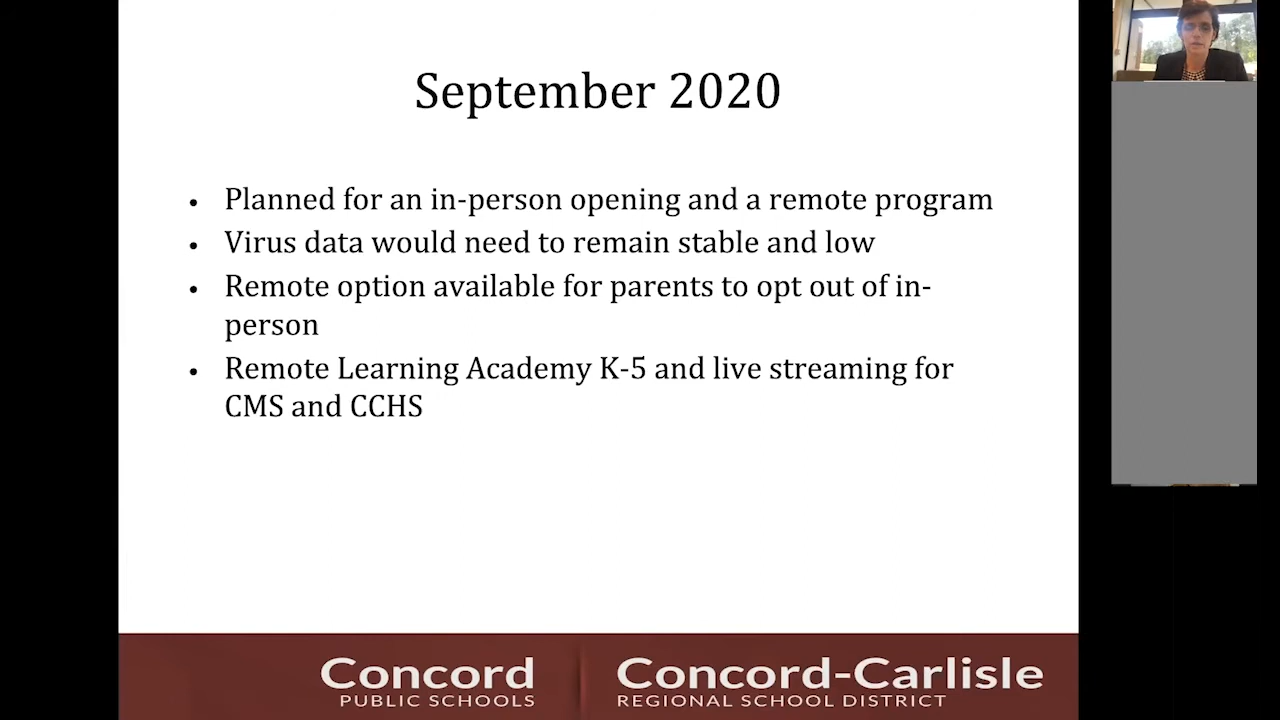 September 2020
• Planned for an in-person opening and a remote program
• Virus data would need to remain stable and low
• Remote option available for parents to opt out of in-
person
• Remote Learning Academy K-5 and live streaming for
CMS and CCHS
Concord
PUBLIC SCHOOLS
Concord-Carlisle
REGIONAL SCHOOL DISTRICT